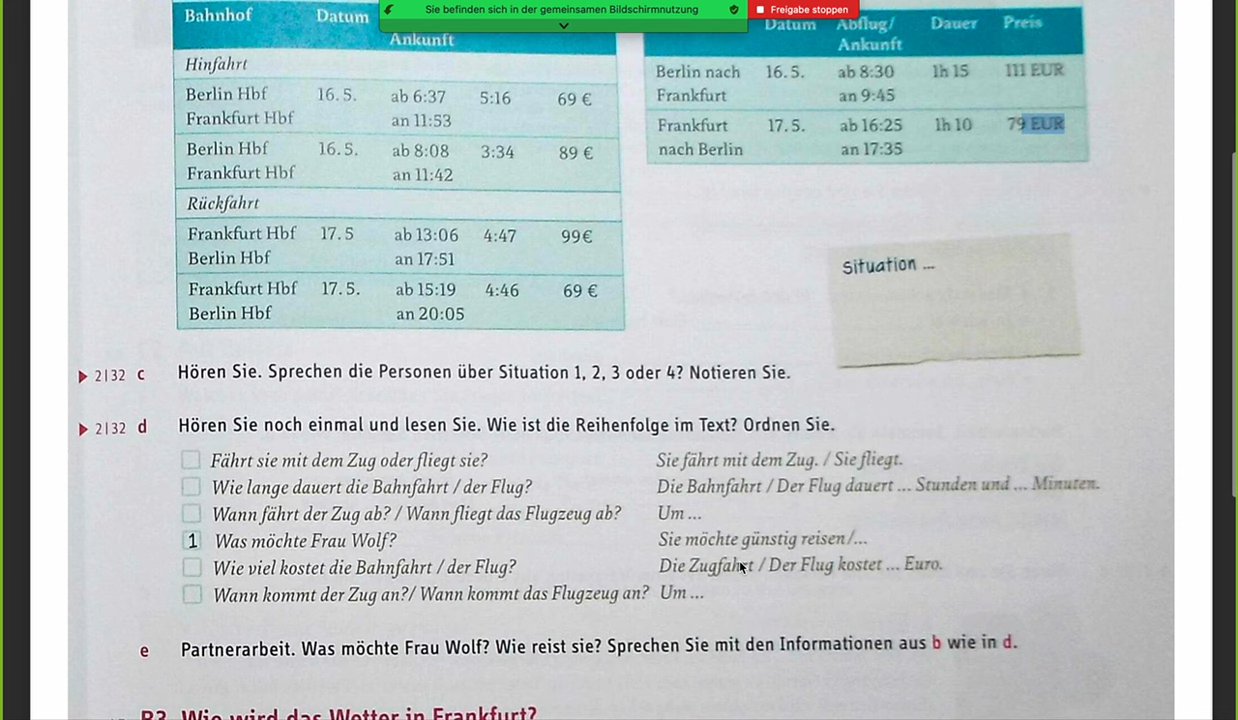 Sie befinden sich in der gemeinsamen Bildschirmnutzung
Freigabe stoppen
Bahnhof Datum
Ankunft
Hinfahrt
Berlin Hbf 16. 5. ab 6:37 5:16 69 €
Frankfurt Hbf an 11:53
Berlin Hbf 16. 5. ab 8:08 3:34 89 €
Frankfurt Hbf an 11:42
Rückfahrt
Frankfurt Hbf 17. 5 ab 13:06 4:47 99€
Berlin Hbf an 17:51
Frankfurt Hbf 17. 5. ab 15:19 4:46 69 €
Berlin Hbf an 20:05
Datum Abflug/ Dauer Preis
Ankunft
Berlin nach 16. 5. ab 8:30 1h 15 111 EUR
Frankfurt an 9:45
Frankfurt 17. 5. ab 16:25 1h 10 79 EUR
nach Berlin an 17:35
Situation ...
2|32 c Hören Sie. Sprechen die Personen über Situation 1, 2, 3 oder 4? Notieren Sie.
2|32 d Hören Sie noch einmal und lesen Sie. Wie ist die Reihenfolge im Text? Ordnen Sie.
Fährt sie mit dem Zug oder fliegt sie? Sie fährt mit dem Zug. / Sie fliegt.
Wie lange dauert die Bahnfahrt / der Flug? Die Bahnfahrt / Der Flug dauert ... Stunden und ... Minuten.
Wann fährt der Zug ab? / Wann fliegt das Flugzeug ab? Um ...
1 Was möchte Frau Wolf? Sie möchte günstig reisen/...
Wie viel kostet die Bahnfahrt / der Flug? Die Zugfahrt / Der Flug kostet ... Euro.
Wann kommt der Zug an?/ Wann kommt das Flugzeug an? Um ...
e Partnerarbeit. Was möchte Frau Wolf? Wie reist sie? Sprechen Sie mit den Informationen aus b wie in d.
B3 Wie wird das Wetter in Frankfurt?